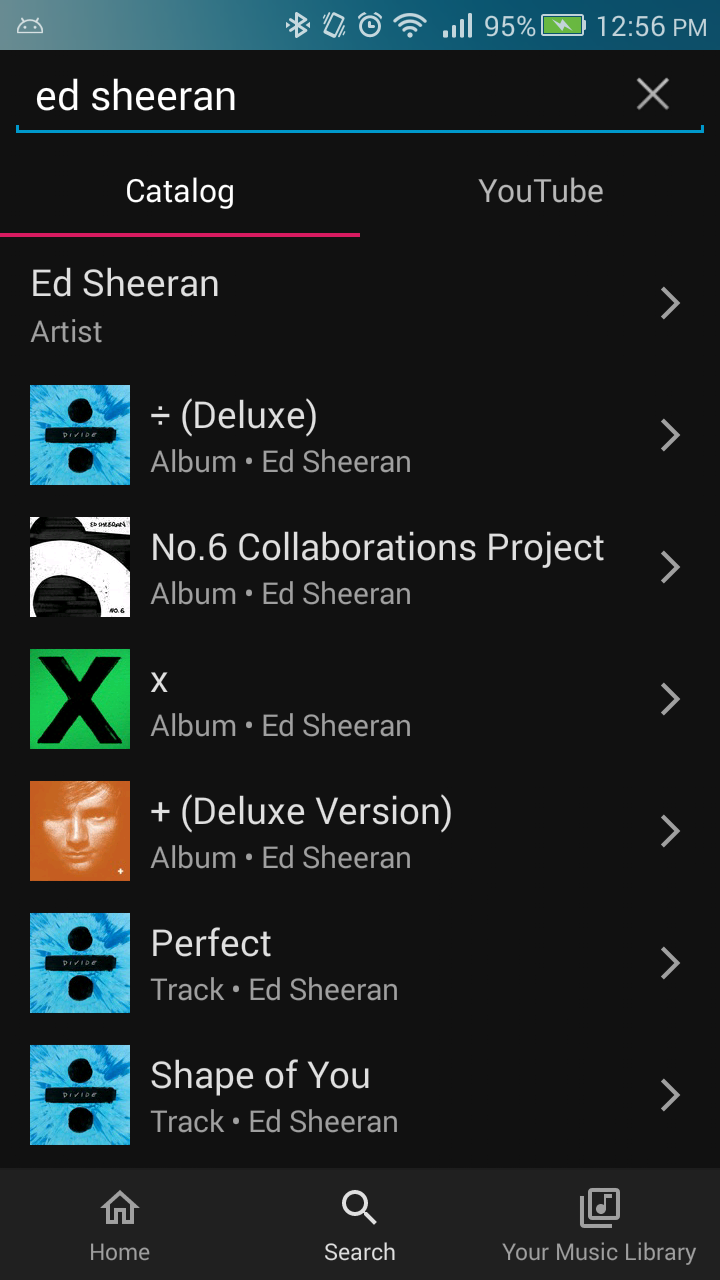 95% 12:56 PM
ed sheeran
Catalog YouTube
Ed Sheeran
Artist
DIVIDE
÷ (Deluxe)
Album • Ed Sheeran
ED SHEERAN
NO.6
No.6 Collaborations Project
Album • Ed Sheeran
X
x
Album • Ed Sheeran
+
+ (Deluxe Version)
Album • Ed Sheeran
DIVIDE
Perfect
Track • Ed Sheeran
DIVIDE
Shape of You
Track • Ed Sheeran
Home Search Your Music Library